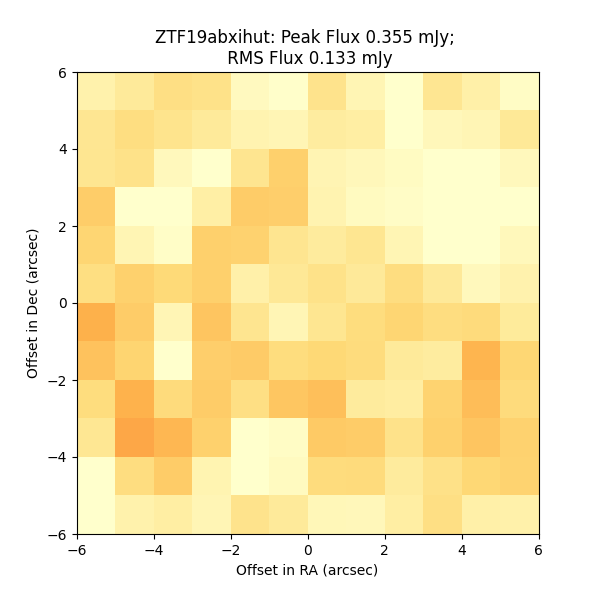 ZTF19abxihut: Peak Flux 0.355 mJy;
RMS Flux 0.133 mJy
6
4
2
0
−2
−4
−6
Offset in Dec (arcsec)
−6 −4 −2 0 2 4 6
Offset in RA (arcsec)